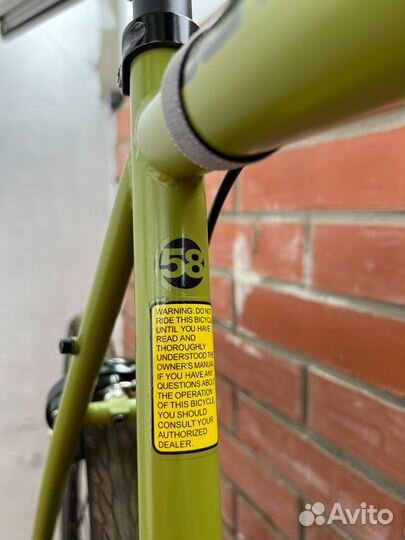 58
WARNING: DO NOT
RIDE THIS BICYCLE
UNTIL YOU HAVE
READ AND
THOROUGHLY
UNDERSTOOD THE
OWNER'S MANUAL
IF YOU HAVE ANY
QUESTIONS ABOUT
THE OPERATION
OF THIS BICYCLE
YOU SHOULD
CONSULT YOUR
AUTHORIZED
DEALER.
Avito